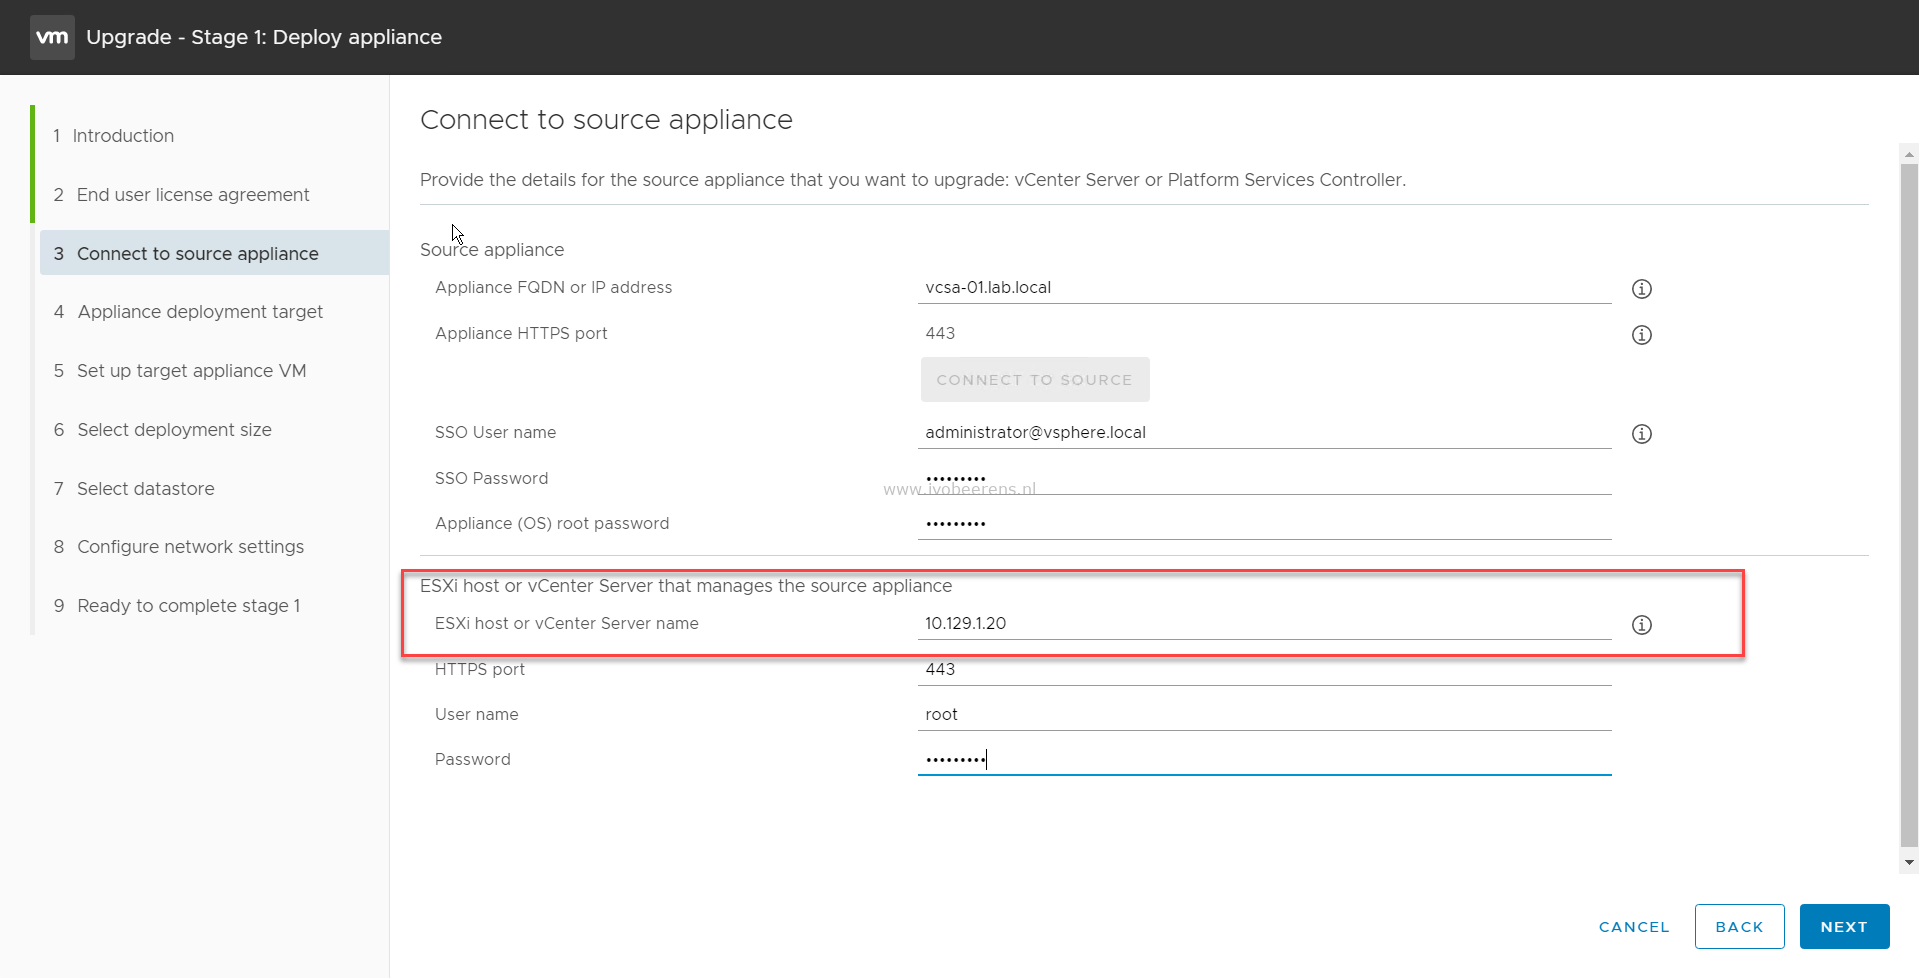 vm Upgrade - Stage 1: Deploy appliance
1 Introduction
2 End user license agreement
3 Connect to source appliance
4 Appliance deployment target
5 Set up target appliance VM
6 Select deployment size
7 Select datastore
8 Configure network settings
9 Ready to complete stage 1
Connect to source appliance
Provide the details for the source appliance that you want to upgrade: vCenter Server or Platform Services Controller.
Source appliance
Appliance FQDN or IP address vcsa-01.lab.local
Appliance HTTPS port 443
CONNECT TO SOURCE
SSO User name administrator@vsphere.local
SSO Password •••••••••
www.ivobeerens.nl
Appliance (OS) root password •••••••••
ESXi host or vCenter Server that manages the source appliance
ESXi host or vCenter Server name 10.129.1.20
HTTPS port 443
User name root
Password •••••••••
CANCEL BACK NEXT